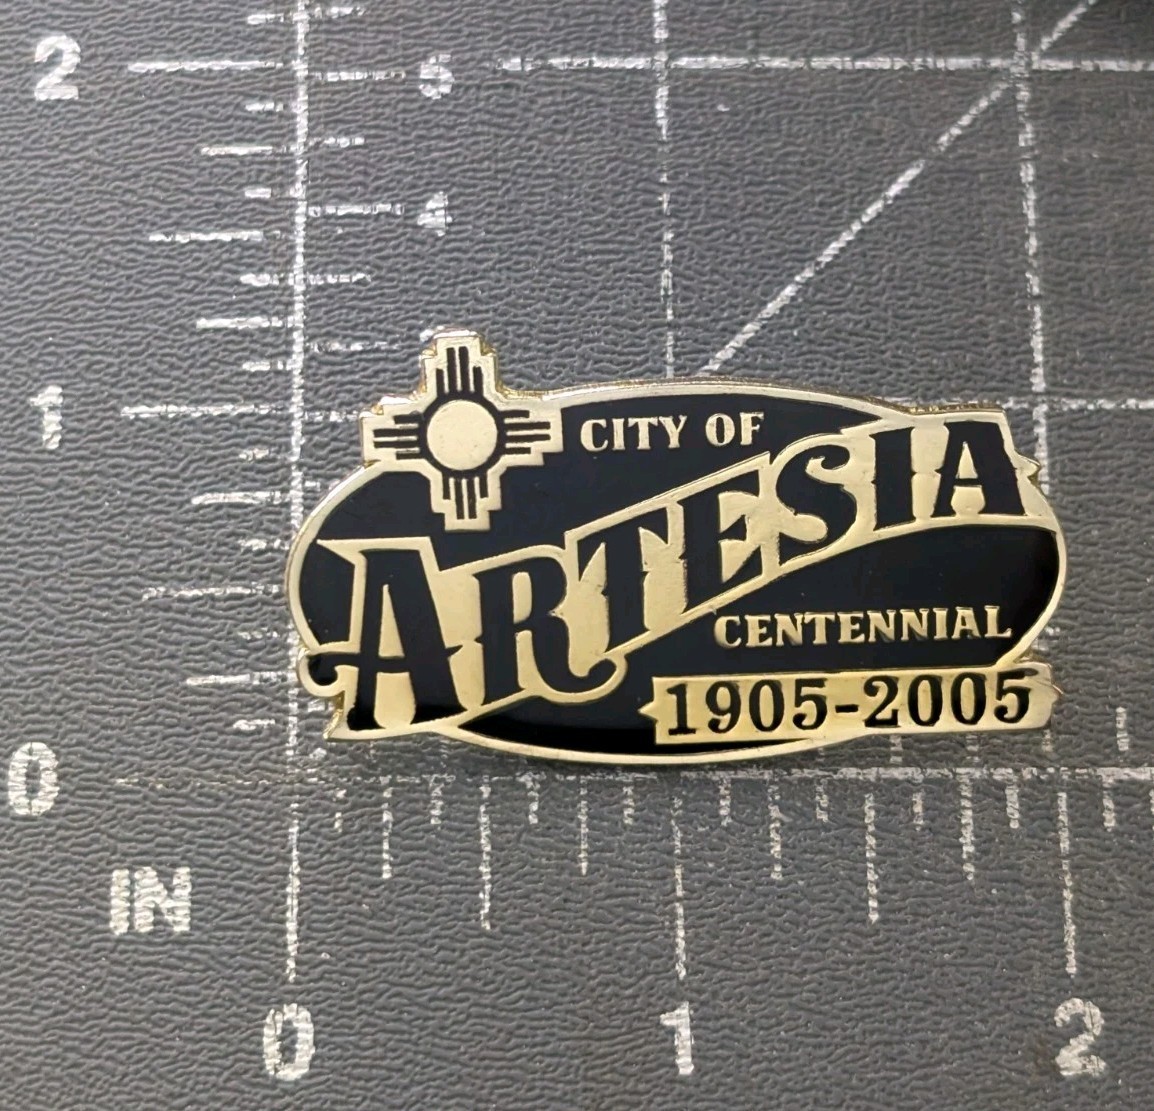 2
5
4
1
CITY OF
ARTESIA
CENTENNIAL
1905-2005
0
IN
0 1 2